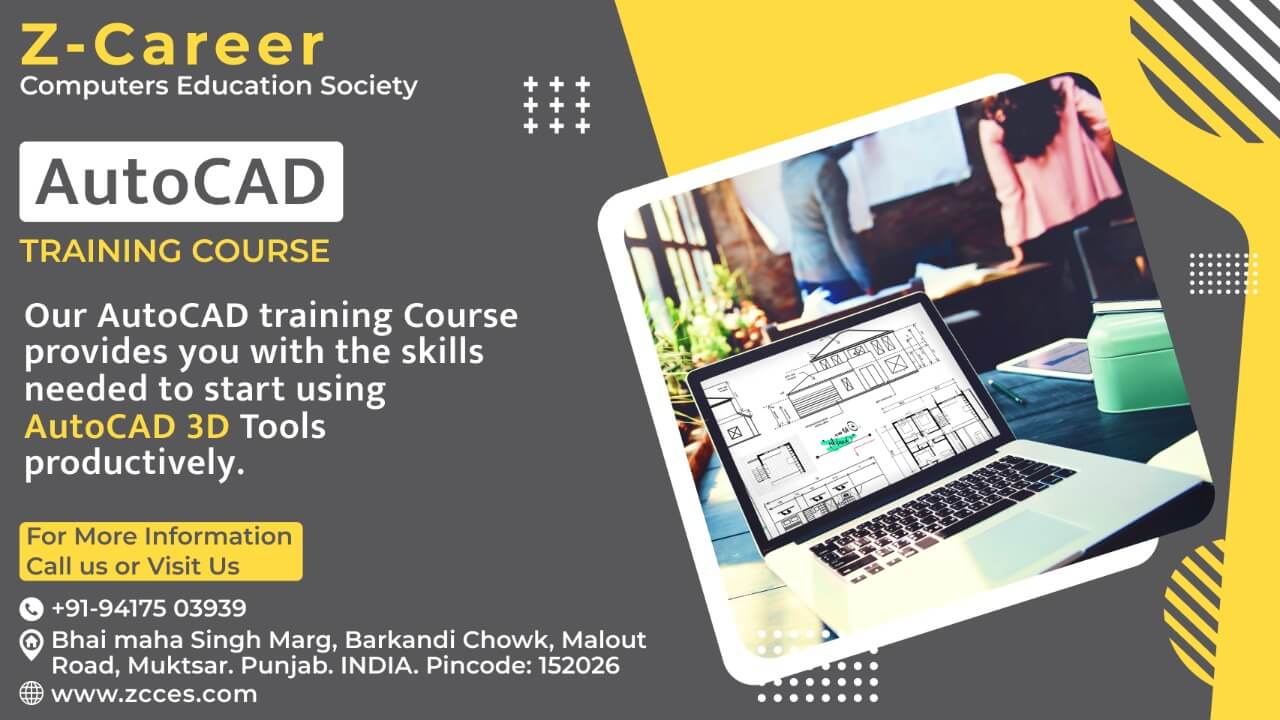 Z-Career
Computers Education Society
AutoCAD
TRAINING COURSE
Our AutoCAD training Course
provides you with the skills
needed to start using
AutoCAD 3D Tools
productively.
For More Information
Call us or Visit Us
+91-94175 03939
Bhai maha Singh Marg, Barkandi Chowk, Malout
Road, Muktsar. Punjab. INDIA. Pincode: 152026
www.zcces.com